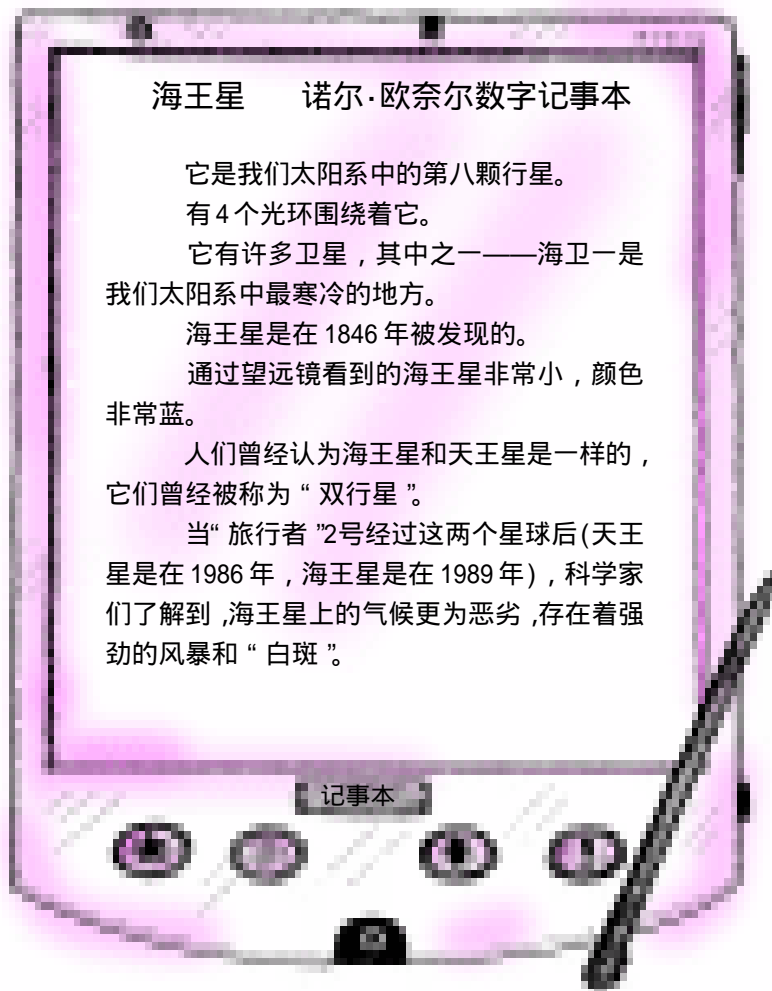 海王星 诺尔·欧奈尔数字记事本
它是我们太阳系中的第八颗行星。
有4个光环围绕着它。
它有许多卫星，其中之一——海卫一是
我们太阳系中最寒冷的地方。
海王星是在1846年被发现的。
通过望远镜看到的海王星非常小，颜色
非常蓝。
人们曾经认为海王星和天王星是一样的，
它们曾经被称为“双行星”。
当“旅行者”2号经过这两个星球后(天王
星是在1986年，海王星是在1989年)，科学家
们了解到,海王星上的气候更为恶劣,存在着强
劲的风暴和“白斑”。
记事本